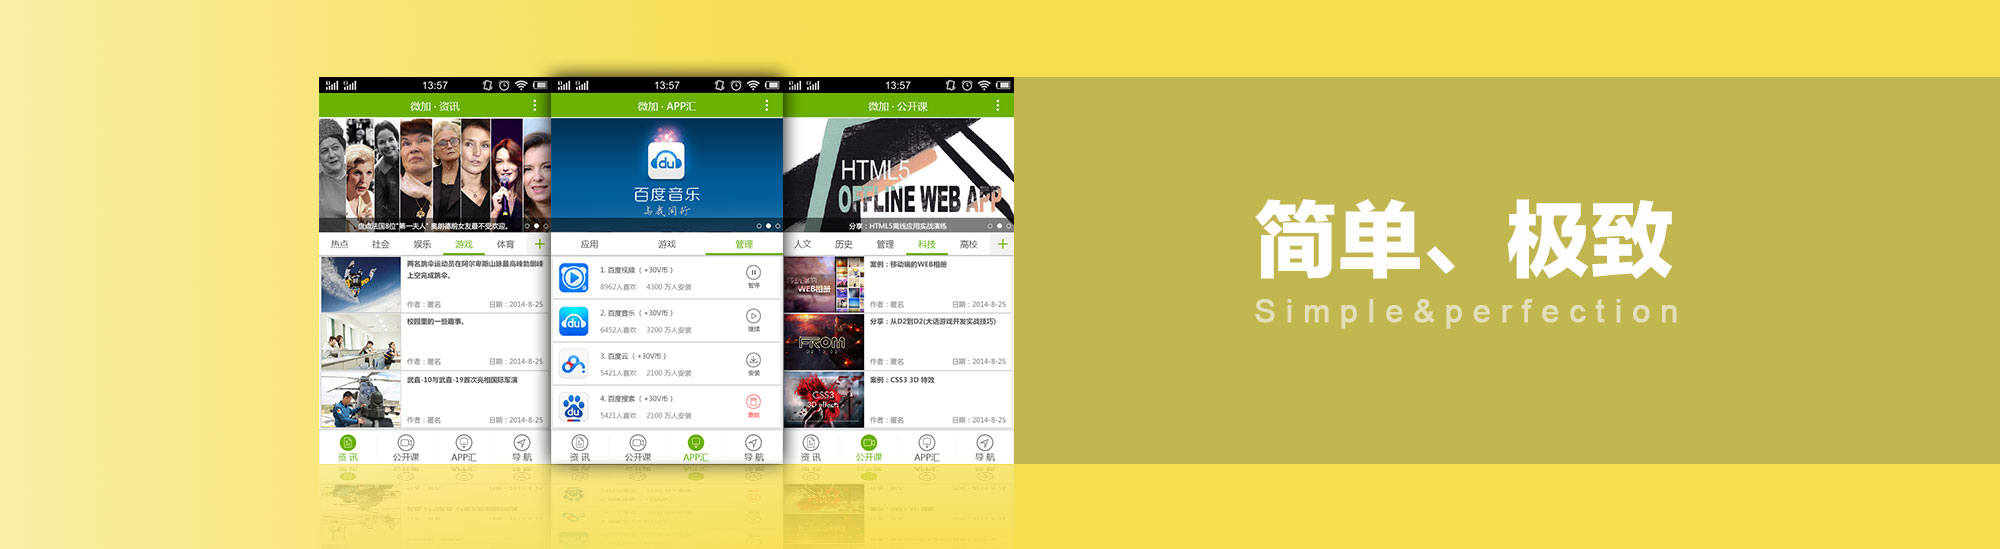 13:57
微加 · 资讯
盘点法国8位"第一夫人" 奥朗德前女友最不受欢迎。
热点 社会 娱乐 游戏 体育 +
两名跳伞运动员在阿尔卑斯山脉最高峰勃朗峰
上空完成跳伞。
作者：匿名 日期：2014-8-25
校园里的一些趣事。
作者：匿名 日期：2014-8-25
武直-10与武直-19首次亮相国际军演
作者：匿名 日期：2014-8-25
资讯 公开课 APP汇 导航
13:57
微加 · APP汇
du
百度音乐
与我同行
应用 游戏 管理
1. 百度视频（ +30V币）
8962人喜欢 4300 万人安装
暂停
du
2. 百度音乐（ +30V币）
6452人喜欢 3200 万人安装
继续
3. 百度云（ +30V币）
5421人喜欢 2100 万人安装
安装
du
4. 百度搜索（ +30V币）
5421人喜欢 2100 万人安装
删除
资讯 公开课 APP汇 导航
13:57
微加 · 公开课
HTML5
OFFLINE WEB APP
分享：HTML5离线应用实战演练
人文 历史 管理 科技 高校 +
WEB相册
案例：移动端的WEB相册
作者：匿名 日期：2014-8-25
FROM
分享：从D2到D2(大话游戏开发实战技巧)
作者：匿名 日期：2014-8-25
CSS3
3D effects
案例：CSS3 3D 特效
作者：匿名 日期：2014-8-25
资讯 公开课 APP汇 导航
简单、极致
Simple&perfection